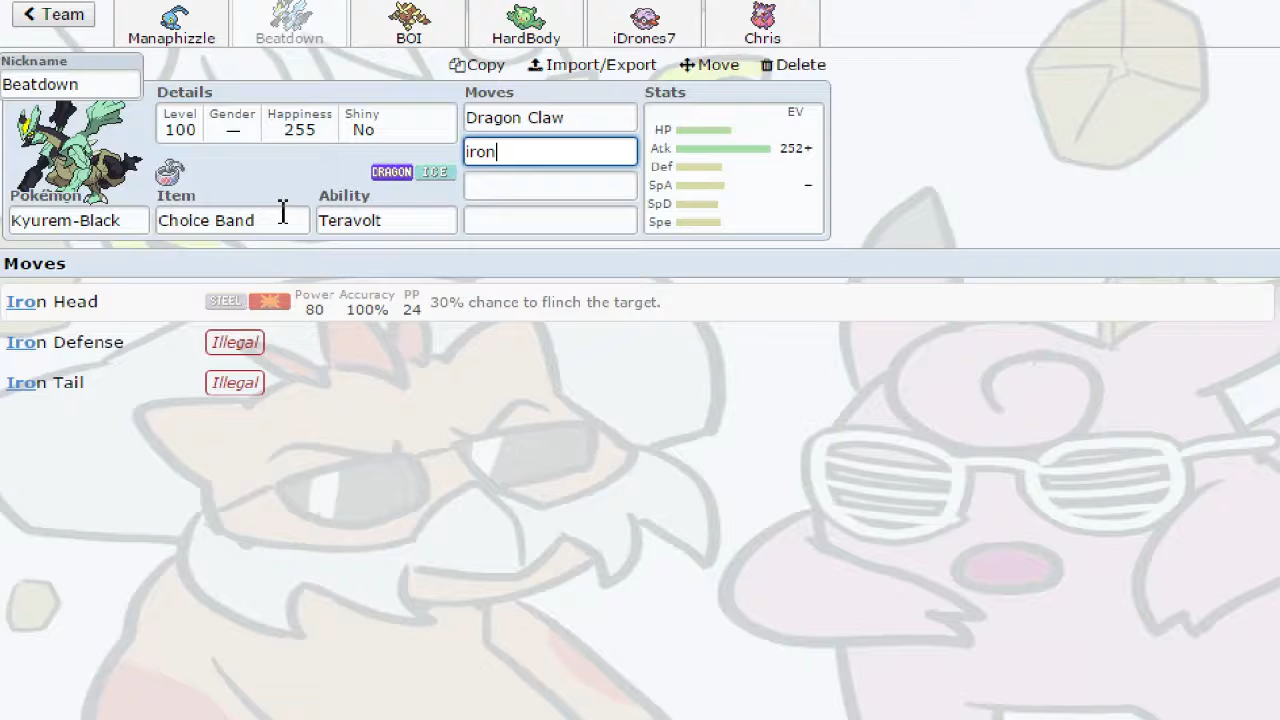 Team
Manaphizzle
Beatdown
BOI
HardBody
iDrones7
Chris
Copy Import/Export Move Delete
Nickname
Beatdown
Details
Level Gender Happiness Shiny
100 — 255 No
DRAGON ICE
Pokémon Item Ability
Kyurem-Black Choice Band Teravolt
Moves
Dragon Claw
iron
Stats
EV
HP
Atk 252+
Def
SpA −
SpD
Spe
Moves
Iron Head STEEL Power 80 Accuracy 100% PP 24 30% chance to flinch the target.
Iron Defense Illegal
Iron Tail Illegal